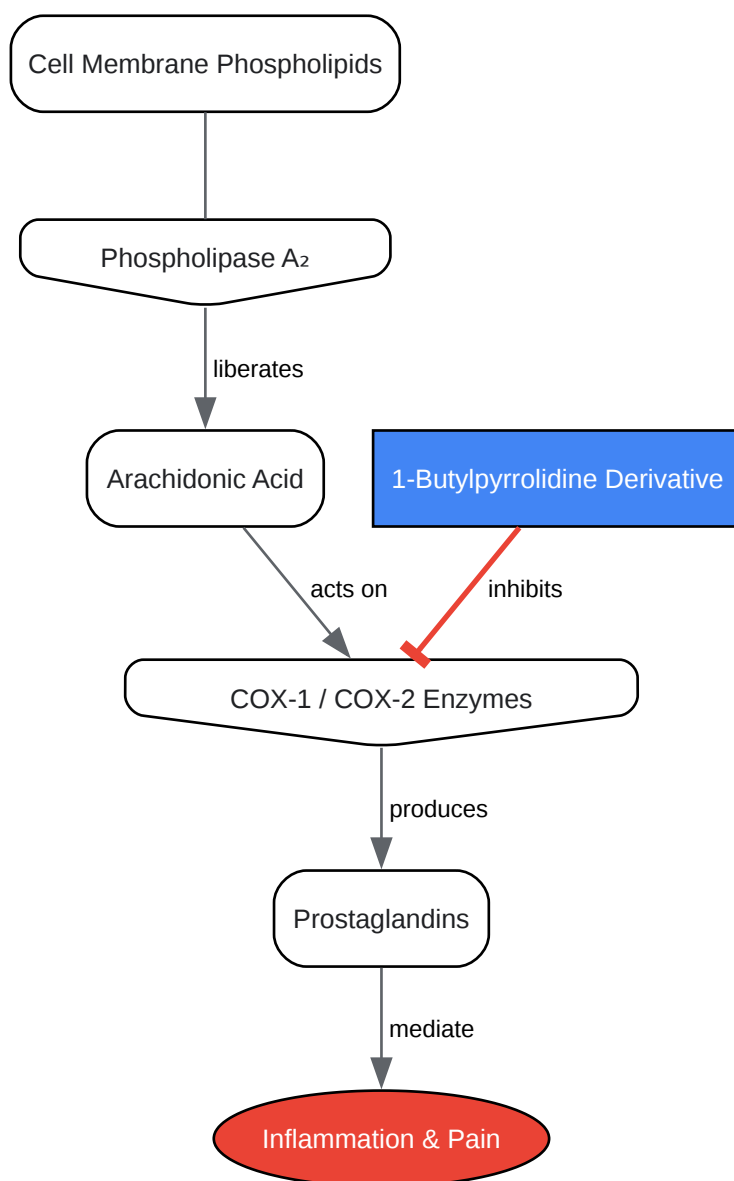 Cell Membrane Phospholipids
Phospholipase A₂
liberates
Arachidonic Acid
1-Butylpyrrolidine Derivative
acts on
inhibits
COX-1 / COX-2 Enzymes
produces
Prostaglandins
mediate
Inflammation & Pain